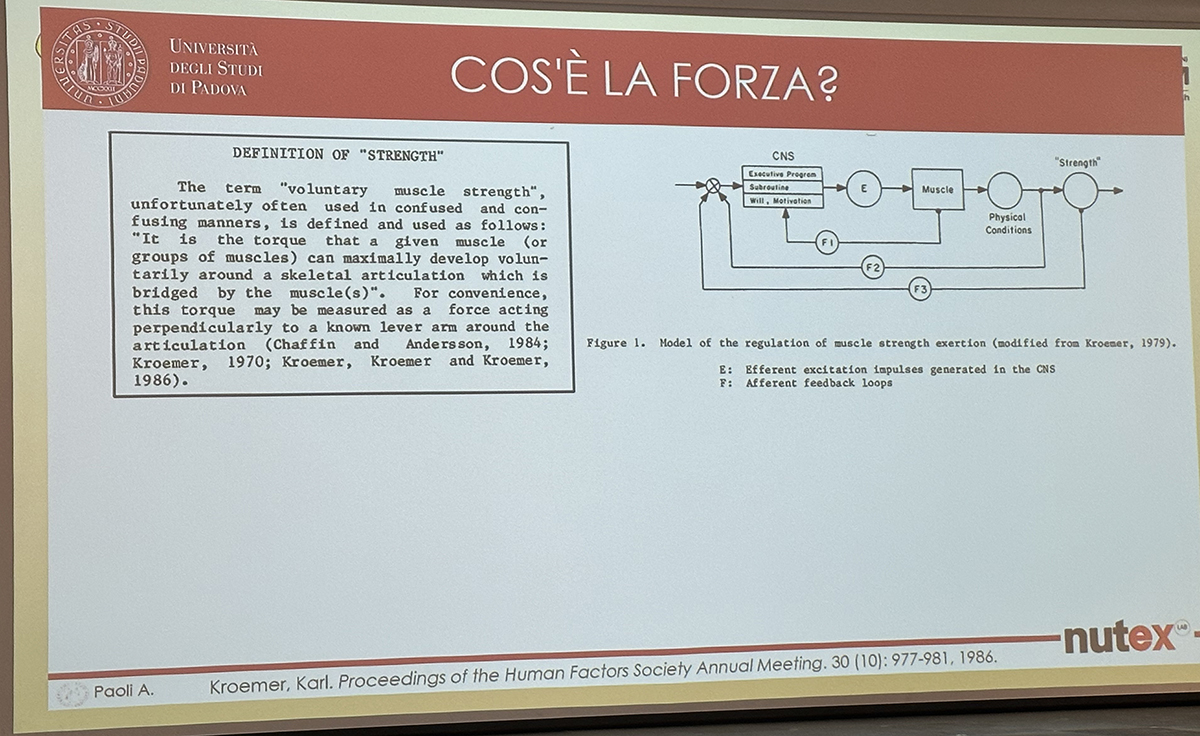 UNIVERSITÀ
DEGLI STUDI
DI PADOVA
COS'È LA FORZA?
DEFINITION OF "STRENGTH"
The term "voluntary muscle strength",
unfortunately often used in confused and con-
fusing manners, is defined and used as follows:
"It is the torque that a given muscle (or
groups of muscles) can maximally develop volun-
tarily around a skeletal articulation which is
bridged by the muscle(s)". For convenience,
this torque may be measured as a force acting
perpendicularly to a known lever arm around the
articulation (Chaffin and Andersson, 1984;
Kroemer, 1970; Kroemer, Kroemer and Kroemer,
1986).
CNS
Executive Program
Subroutine
Will, Motivation
E
Muscle
Physical
Conditions
"Strength"
F1
F2
F3
Figure 1. Model of the regulation of muscle strength exertion (modified from Kroemer, 1979).
E: Efferent excitation impulses generated in the CNS
F: Afferent feedback loops
nutex LAB
Paoli A.
Kroemer, Karl. Proceedings of the Human Factors Society Annual Meeting. 30 (10): 977-981, 1986.